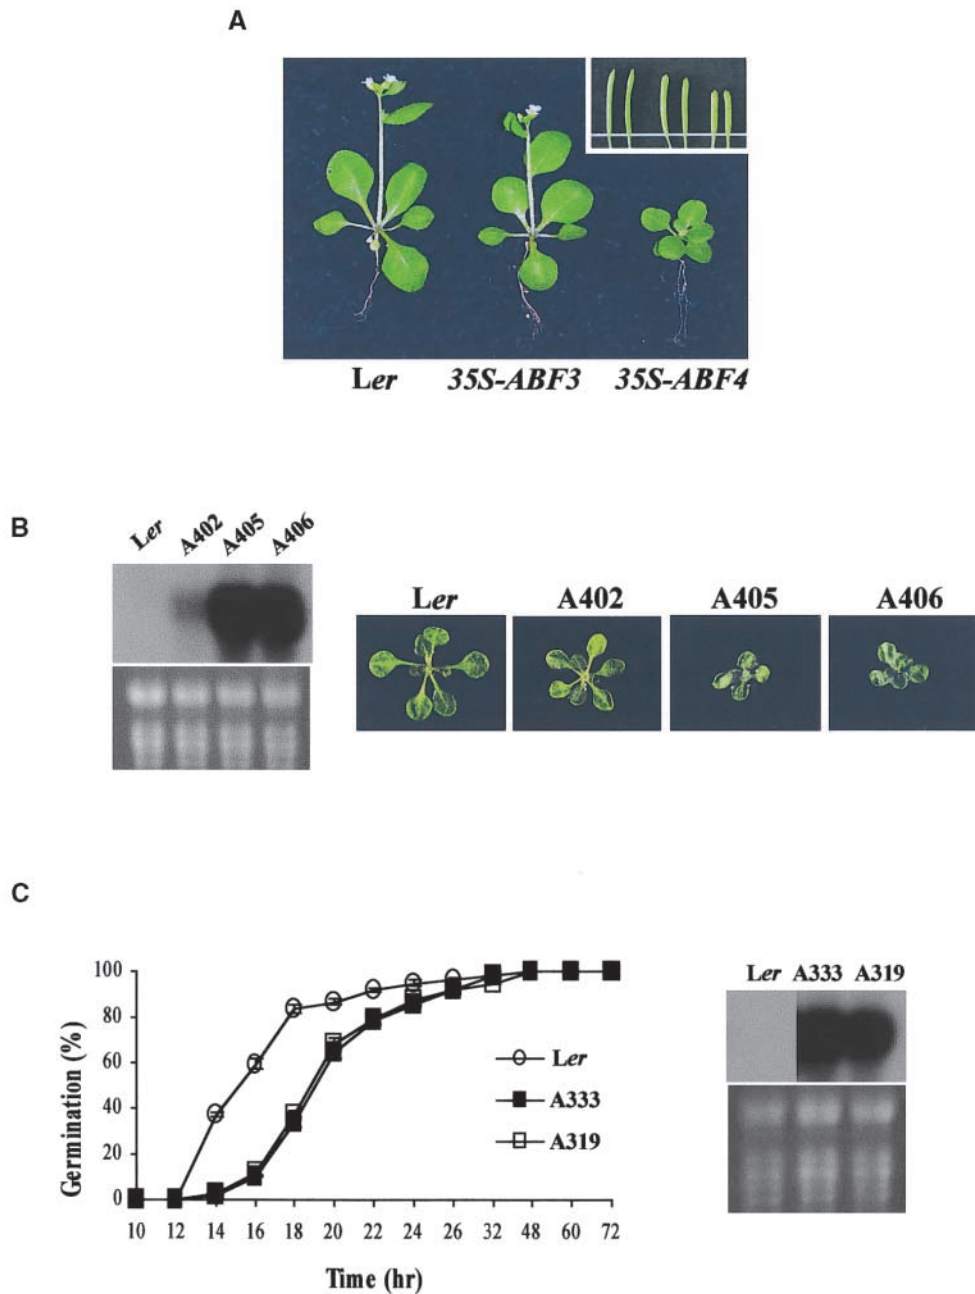 A
Ler 35S-ABF3 35S-ABF4
B
Ler A402 A405 A406
Ler A402 A405 A406
C
Germination (%)
100
80
60
40
20
0
10 12 14 16 18 20 22 24 26 32 48 60 72
Time (hr)
Ler
A333
A319
Ler A333 A319